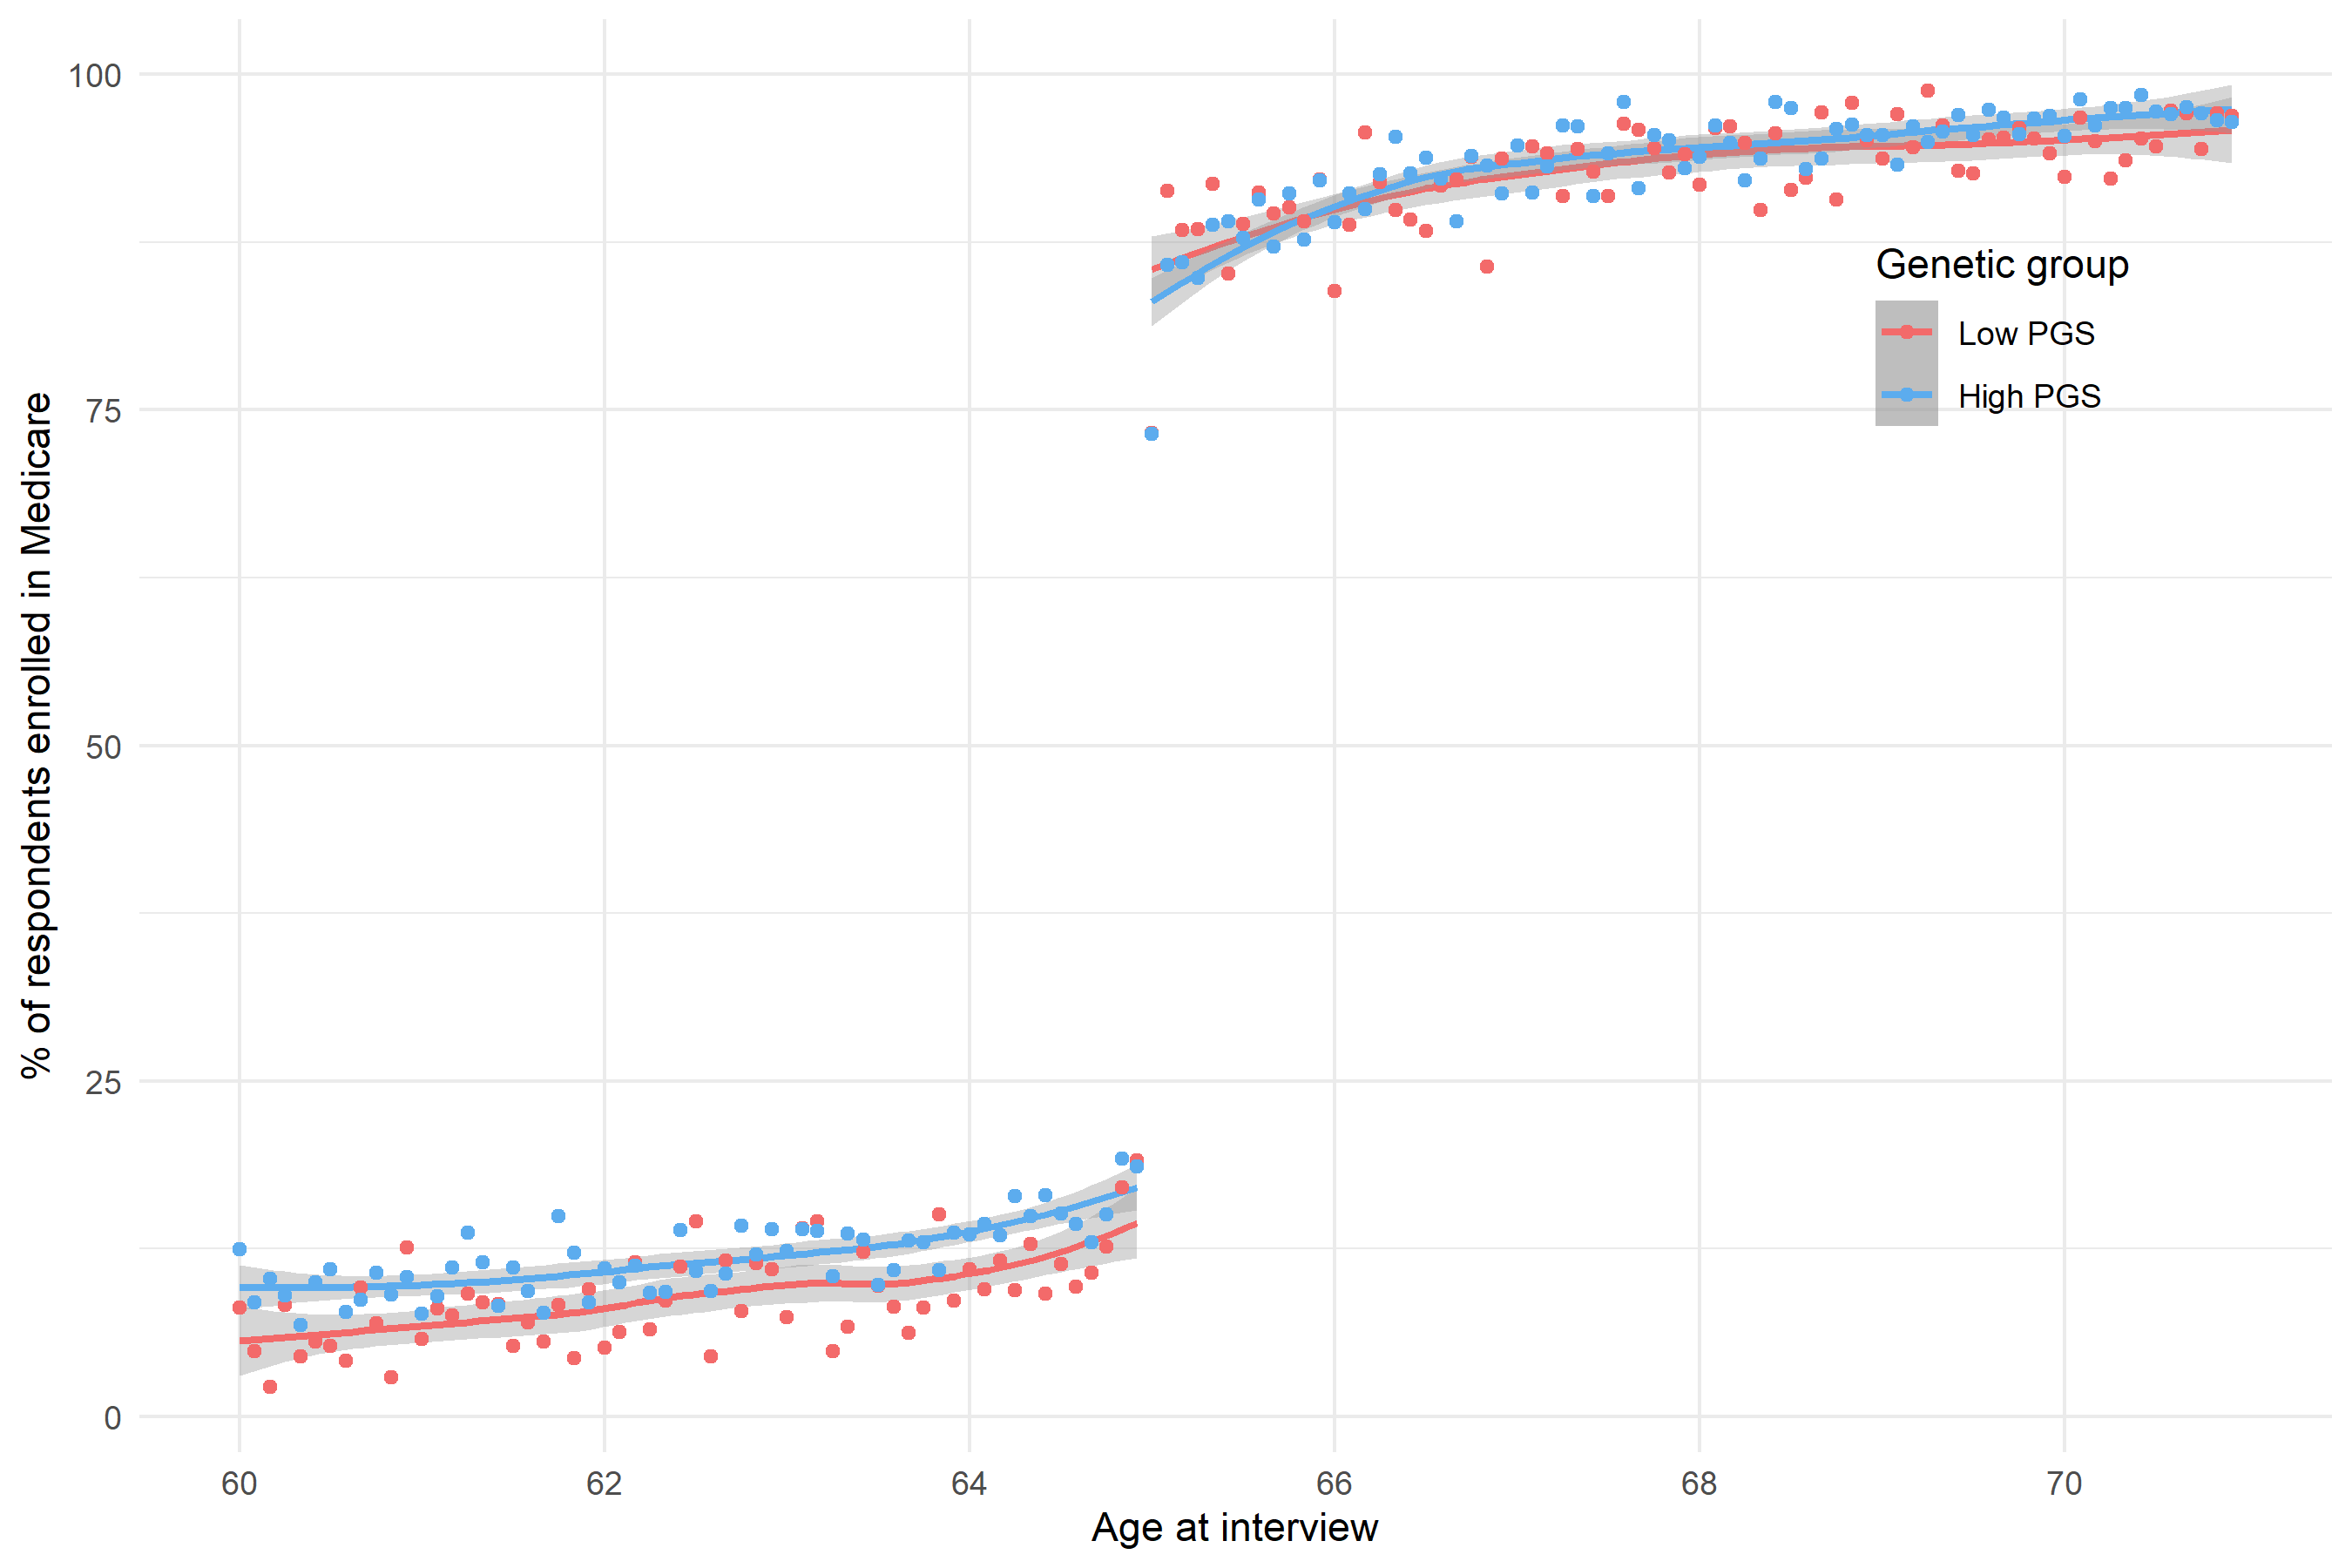 100
75
50
25
0
% of respondents enrolled in Medicare
Genetic group
Low PGS
High PGS
60 62 64 66 68 70
Age at interview